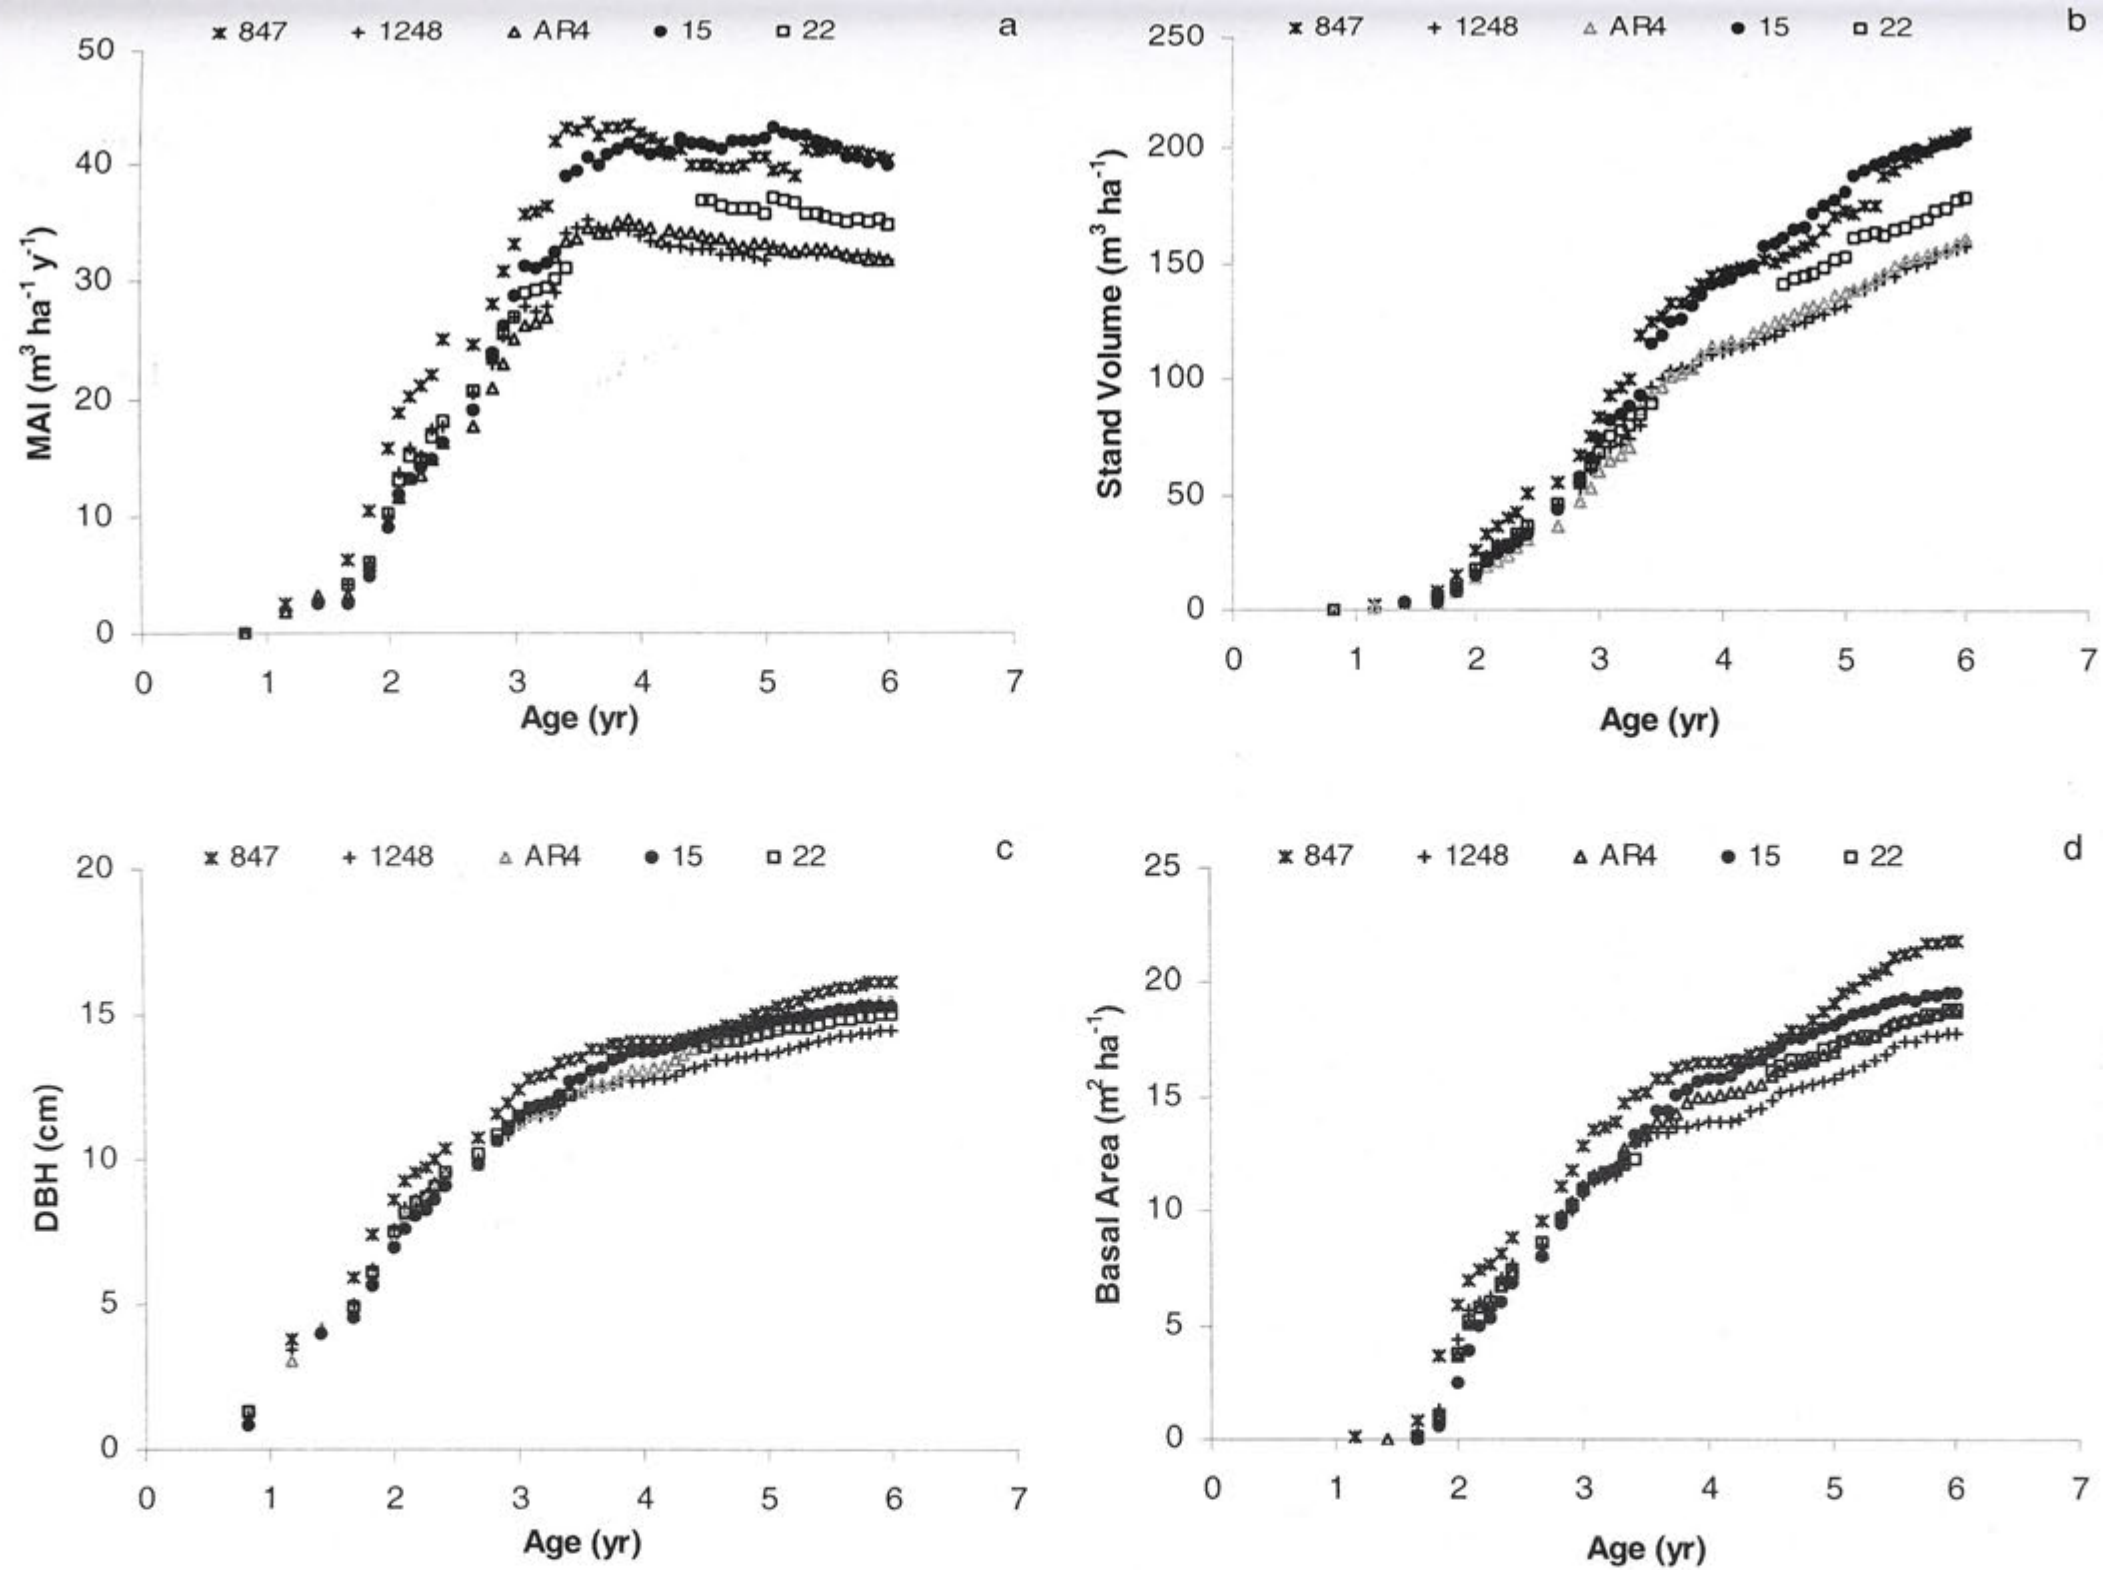 847 1248 AR4 15 22 a
50
40
30
20
10
0
0 1 2 3 4 5 6 7
MAI (m³ ha⁻¹ y⁻¹)
Age (yr)
847 1248 AR4 15 22 b
250
200
150
100
50
0
0 1 2 3 4 5 6 7
Stand Volume (m³ ha⁻¹)
Age (yr)
847 1248 AR4 15 22 c
20
15
10
5
0
0 1 2 3 4 5 6 7
DBH (cm)
Age (yr)
847 1248 AR4 15 22 d
25
20
15
10
5
0
0 1 2 3 4 5 6 7
Basal Area (m² ha⁻¹)
Age (yr)